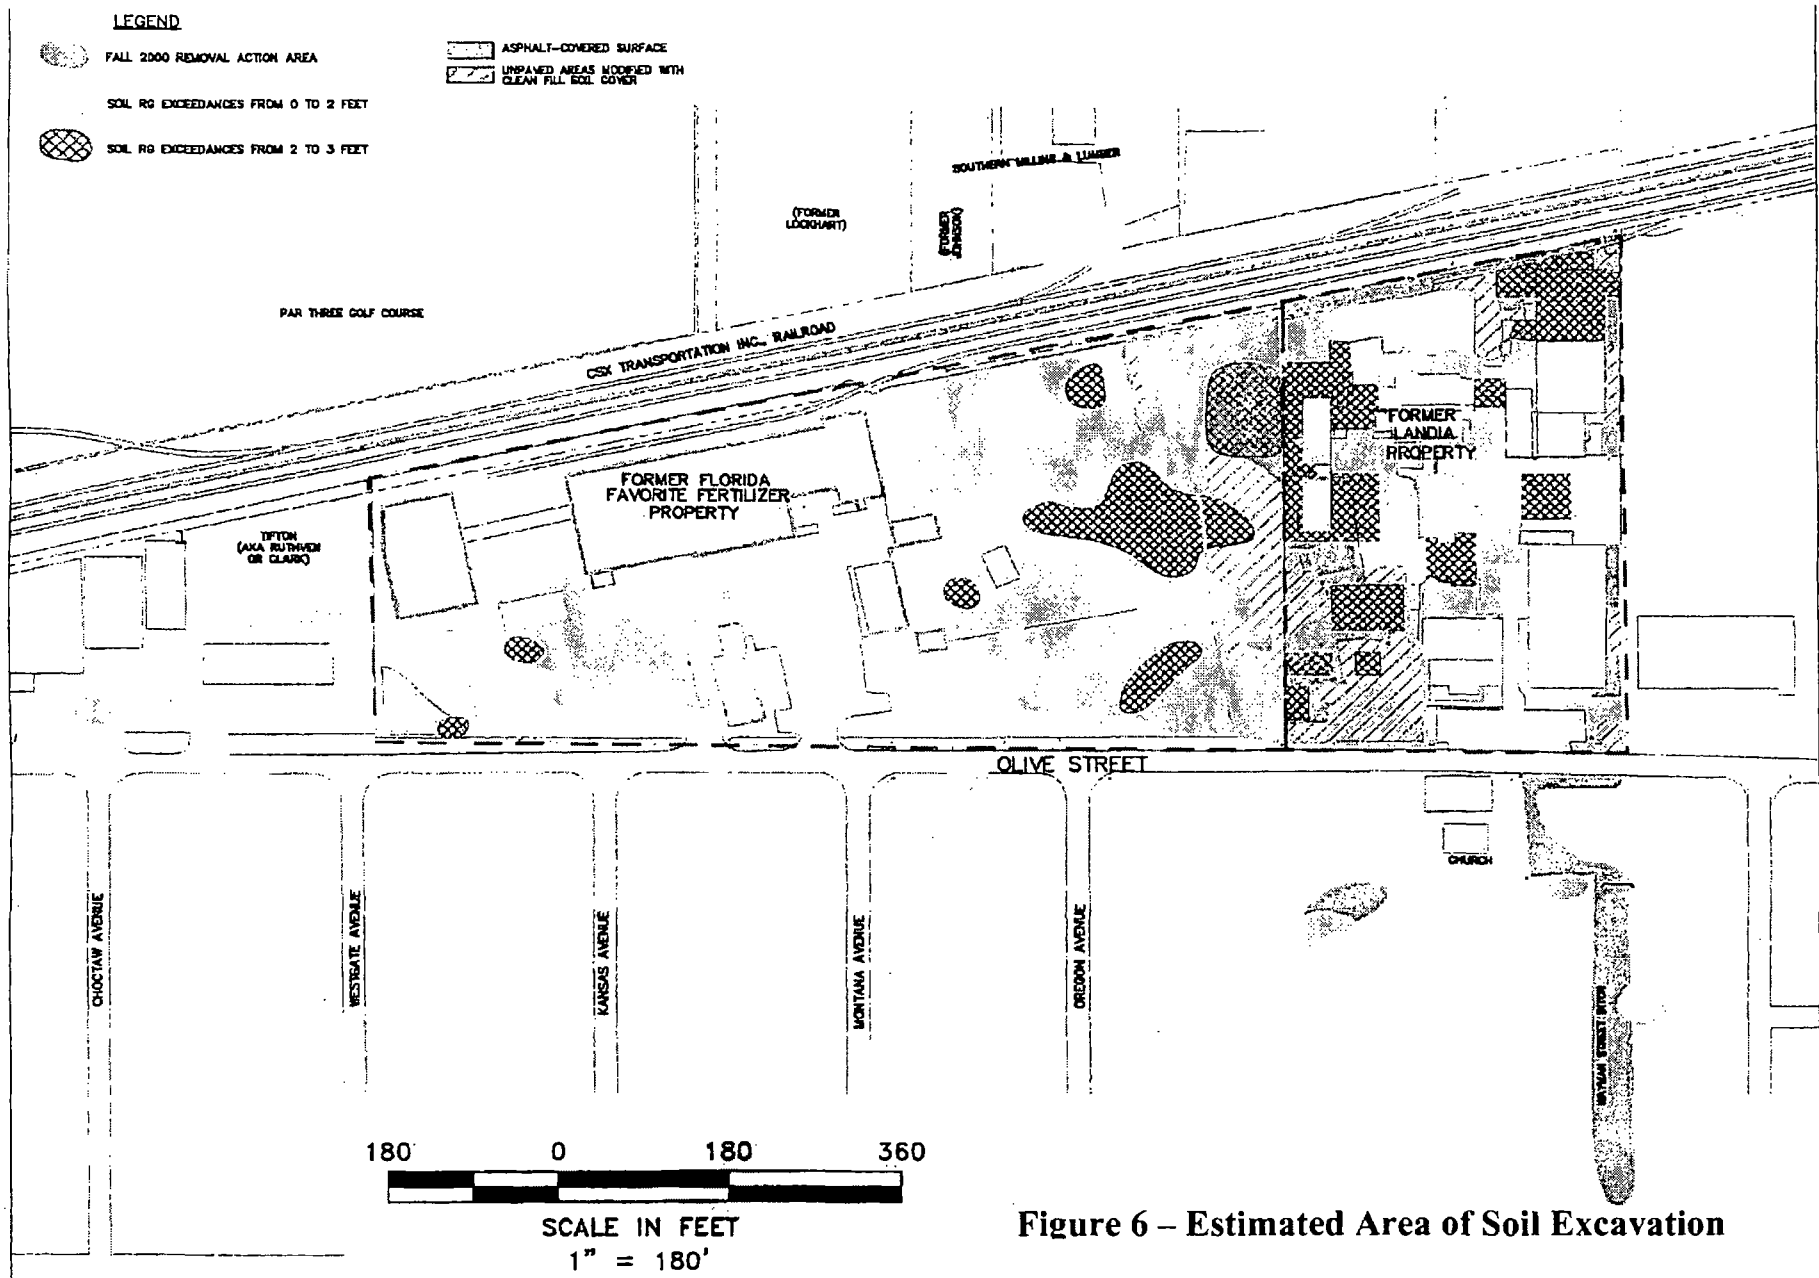 LEGEND
FALL 2000 REMOVAL ACTION AREA
SOIL RG EXCEEDANCES FROM 0 TO 2 FEET
SOIL RG EXCEEDANCES FROM 2 TO 3 FEET
ASPHALT-COVERED SURFACE
UNPAVED AREAS MODIFIED WITH
CLEAN FILL SOIL COVER
SOUTHERN MILLING & LUMBER
(FORMER
LOCKHART)
(FORMER
JOHNSON)
PAR THREE GOLF COURSE
CSX TRANSPORTATION INC., RAILROAD
FORMER
LANDIA
PROPERTY
FORMER FLORIDA
FAVORITE FERTILIZER
PROPERTY
TIFTON
(AKA RUTHVEN
OR CLARK)
OLIVE STREET
CHURCH
CHOCTAW AVENUE
WESTGATE AVENUE
KANSAS AVENUE
MONTANA AVENUE
OREGON AVENUE
WAYMAN STREET DITCH
180 0 180 360
SCALE IN FEET
1" = 180'
Figure 6 – Estimated Area of Soil Excavation